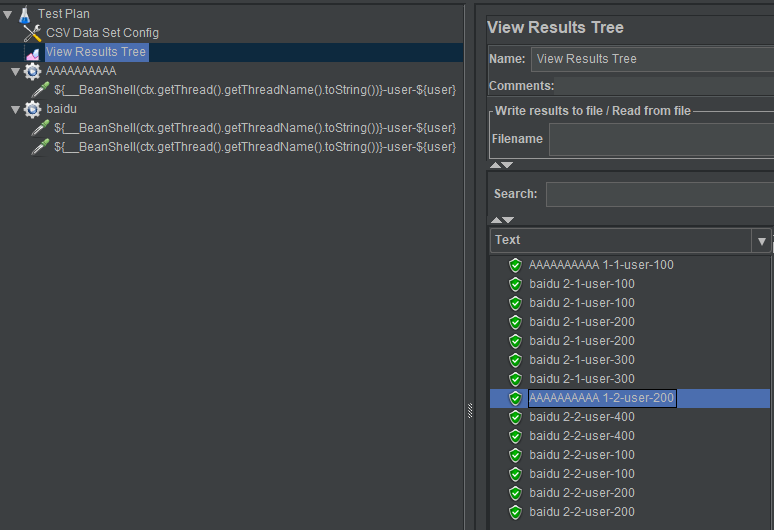 Test Plan
CSV Data Set Config
View Results Tree
AAAAAAAAAA
${__BeanShell(ctx.getThread().getThreadName().toString())}-user-${user}
baidu
${__BeanShell(ctx.getThread().getThreadName().toString())}-user-${user}
${__BeanShell(ctx.getThread().getThreadName().toString())}-user-${user}
View Results Tree
Name: View Results Tree
Comments:
Write results to file / Read from file
Filename
Search:
Text
AAAAAAAAAA 1-1-user-100
baidu 2-1-user-100
baidu 2-1-user-100
baidu 2-1-user-200
baidu 2-1-user-200
baidu 2-1-user-300
baidu 2-1-user-300
AAAAAAAAAA 1-2-user-200
baidu 2-2-user-400
baidu 2-2-user-400
baidu 2-2-user-100
baidu 2-2-user-100
baidu 2-2-user-200
baidu 2-2-user-200